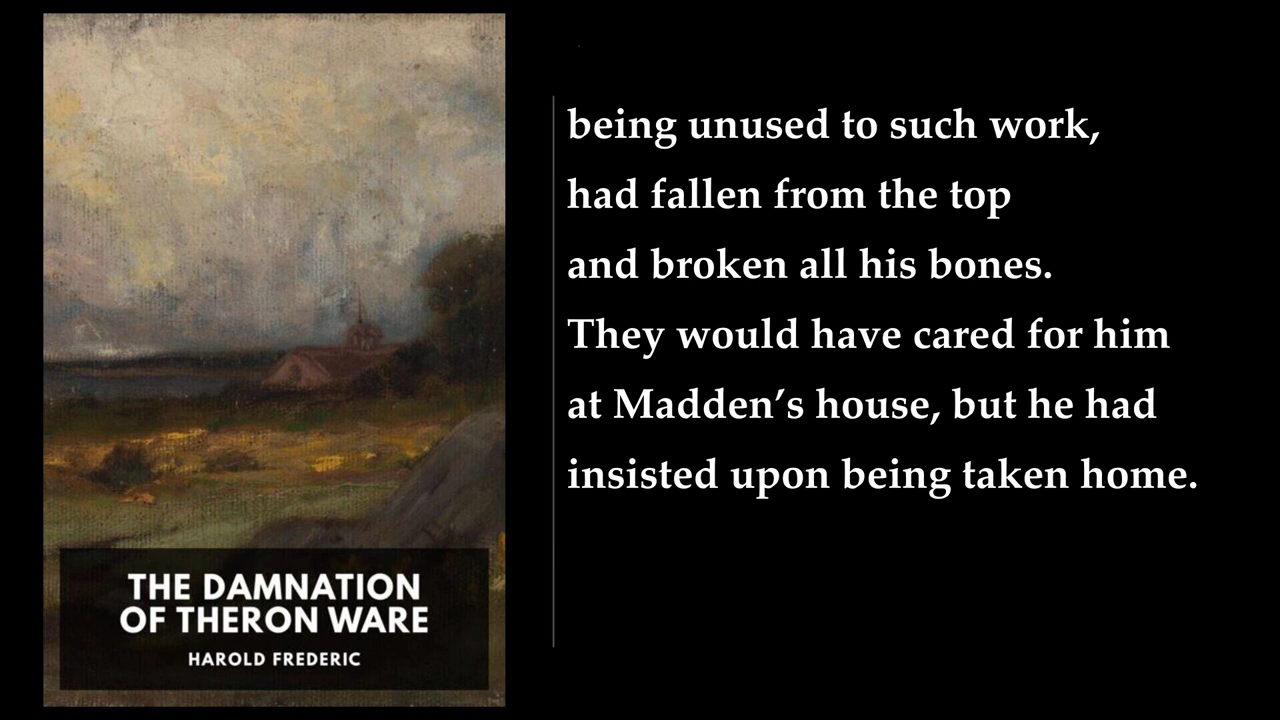 being unused to such work,
had fallen from the top
and broken all his bones.
They would have cared for him
at Madden’s house, but he had
insisted upon being taken home.
THE DAMNATION
OF THERON WARE
HAROLD FREDERIC